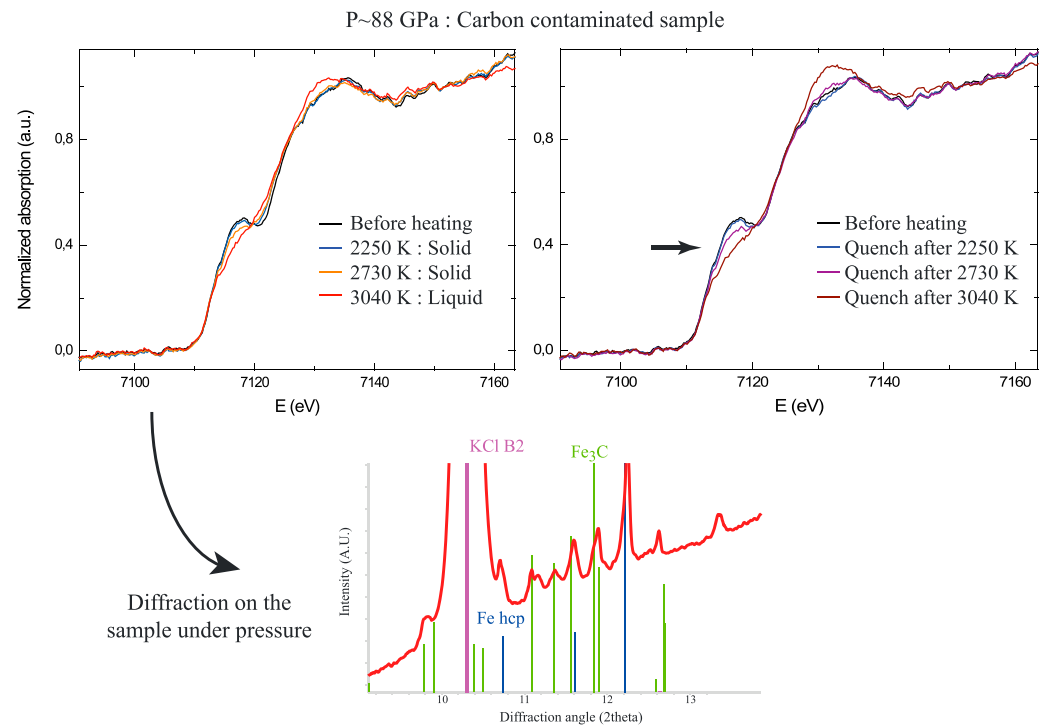 P~88 GPa : Carbon contaminated sample
Normalized absorption (a.u.)
0,8
0,4
0,0
7100
7120
7140
7160
E (eV)
Before heating
2250 K : Solid
2730 K : Solid
3040 K : Liquid
0,8
0,4
0,0
7100
7120
7140
7160
E (eV)
Before heating
Quench after 2250 K
Quench after 2730 K
Quench after 3040 K
Diffraction on the
sample under pressure
KCl B2
Fe3C
Fe hcp
Intensity (A.U.)
10
11
12
13
Diffraction angle (2theta)